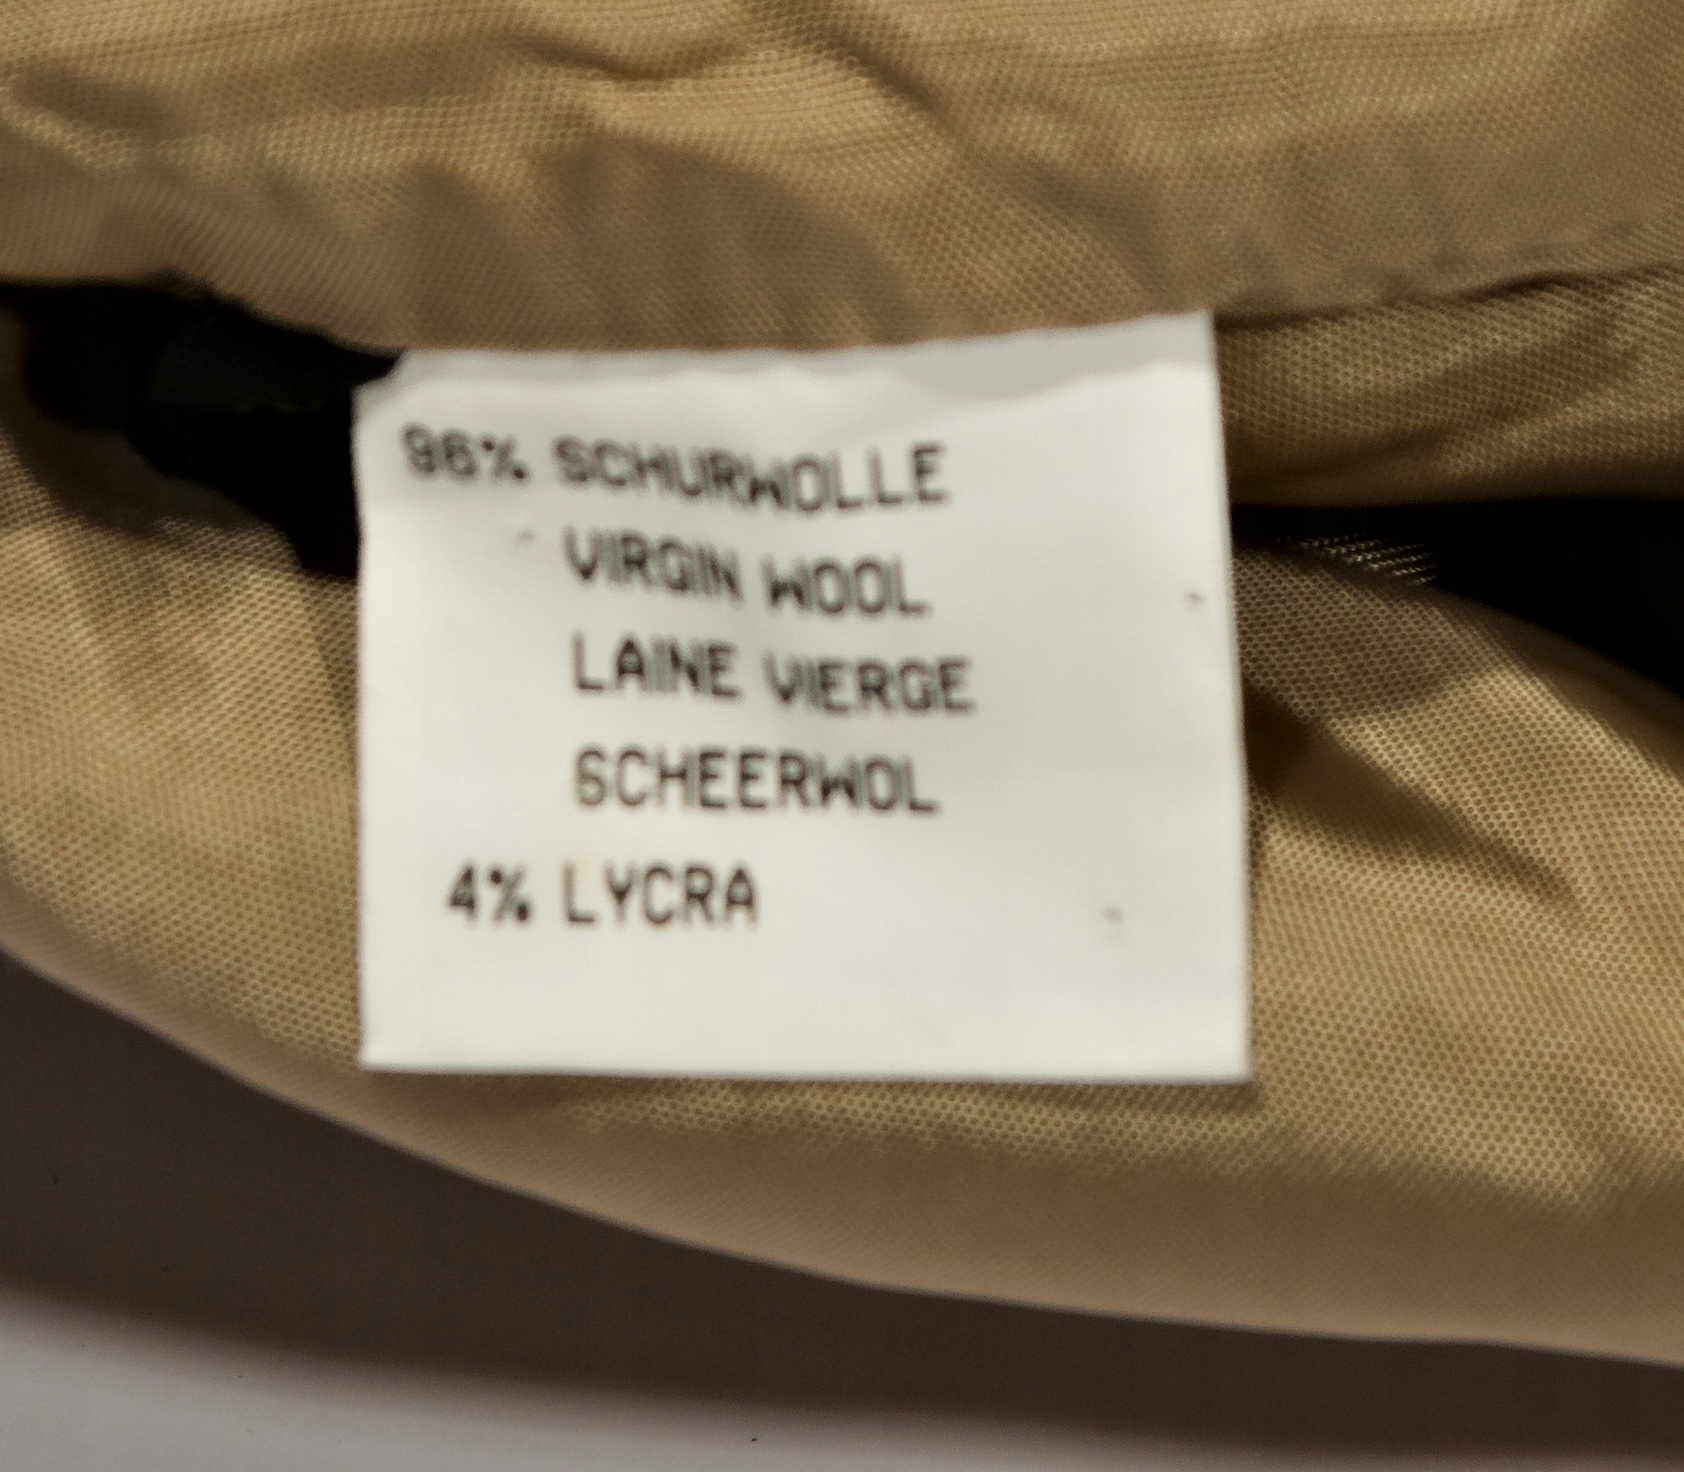 96% SCHURWOLLE
VIRGIN WOOL
LAINE VIERGE
SCHEERWOL
4% LYCRA